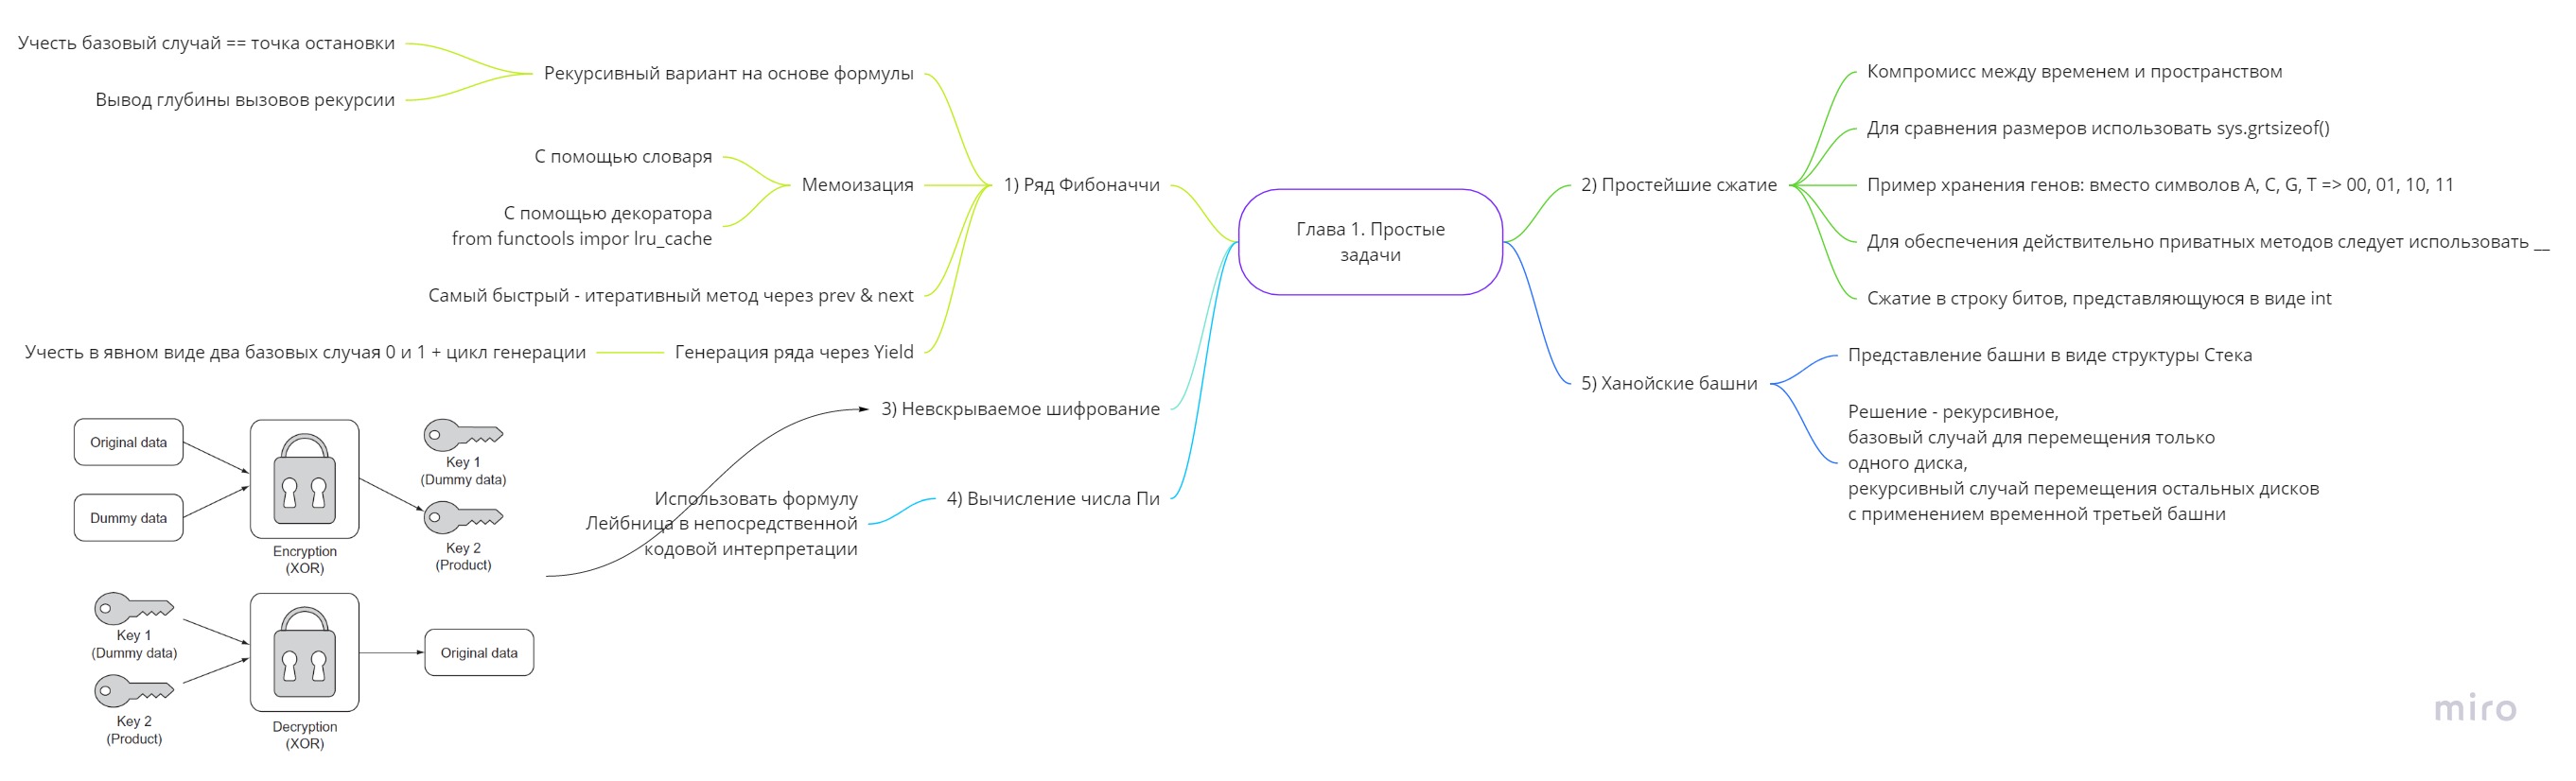 Глава 1. Простые
задачи
1) Ряд Фибоначчи
Рекурсивный вариант на основе формулы
Учесть базовый случай == точка остановки
Вывод глубины вызовов рекурсии
Мемоизация
С помощью словаря
С помощью декоратора
from functools impor lru_cache
Самый быстрый - итеративный метод через prev & next
Генерация ряда через Yield
Учесть в явном виде два базовых случая 0 и 1 + цикл генерации
2) Простейшие сжатие
Компромисс между временем и пространством
Для сравнения размеров использовать sys.grtsizeof()
Пример хранения генов: вместо символов A, C, G, T => 00, 01, 10, 11
Для обеспечения действительно приватных методов следует использовать __
Сжатие в строку битов, представляющуюся в виде int
3) Невскрываемое шифрование
Original data
Dummy data
Encryption
(XOR)
Key 1
(Dummy data)
Key 2
(Product)
Key 1
(Dummy data)
Key 2
(Product)
Decryption
(XOR)
Original data
4) Вычисление числа Пи
Использовать формулу
Лейбница в непосредственной
кодовой интерпретации
5) Ханойские башни
Представление башни в виде структуры Стека
Решение - рекурсивное,
базовый случай для перемещения только
одного диска,
рекурсивный случай перемещения остальных дисков
с применением временной третьей башни
miro